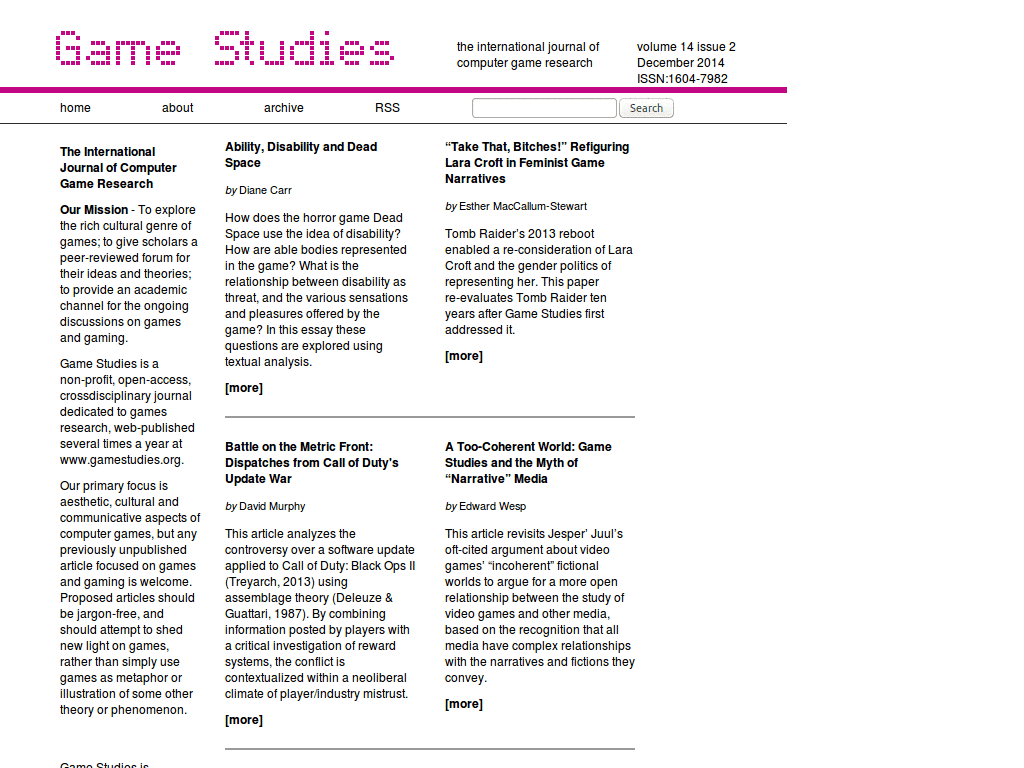 Game Studies
the international journal of
computer game research
volume 14 issue 2
December 2014
ISSN:1604-7982
home about archive RSS Search
The International
Journal of Computer
Game Research
Our Mission - To explore
the rich cultural genre of
games; to give scholars a
peer-reviewed forum for
their ideas and theories;
to provide an academic
channel for the ongoing
discussions on games
and gaming.
Game Studies is a
non-profit, open-access,
crossdisciplinary journal
dedicated to games
research, web-published
several times a year at
www.gamestudies.org.
Our primary focus is
aesthetic, cultural and
communicative aspects of
computer games, but any
previously unpublished
article focused on games
and gaming is welcome.
Proposed articles should
be jargon-free, and
should attempt to shed
new light on games,
rather than simply use
games as metaphor or
illustration of some other
theory or phenomenon.
Game Studies is
Ability, Disability and Dead
Space
by Diane Carr
How does the horror game Dead
Space use the idea of disability?
How are able bodies represented
in the game? What is the
relationship between disability as
threat, and the various sensations
and pleasures offered by the
game? In this essay these
questions are explored using
textual analysis.
[more]
“Take That, Bitches!” Refiguring
Lara Croft in Feminist Game
Narratives
by Esther MacCallum-Stewart
Tomb Raider’s 2013 reboot
enabled a re-consideration of Lara
Croft and the gender politics of
representing her. This paper
re-evaluates Tomb Raider ten
years after Game Studies first
addressed it.
[more]
Battle on the Metric Front:
Dispatches from Call of Duty's
Update War
by David Murphy
This article analyzes the
controversy over a software update
applied to Call of Duty: Black Ops II
(Treyarch, 2013) using
assemblage theory (Deleuze &
Guattari, 1987). By combining
information posted by players with
a critical investigation of reward
systems, the conflict is
contextualized within a neoliberal
climate of player/industry mistrust.
[more]
A Too-Coherent World: Game
Studies and the Myth of
“Narrative” Media
by Edward Wesp
This article revisits Jesper’ Juul’s
oft-cited argument about video
games’ “incoherent” fictional
worlds to argue for a more open
relationship between the study of
video games and other media,
based on the recognition that all
media have complex relationships
with the narratives and fictions they
convey.
[more]